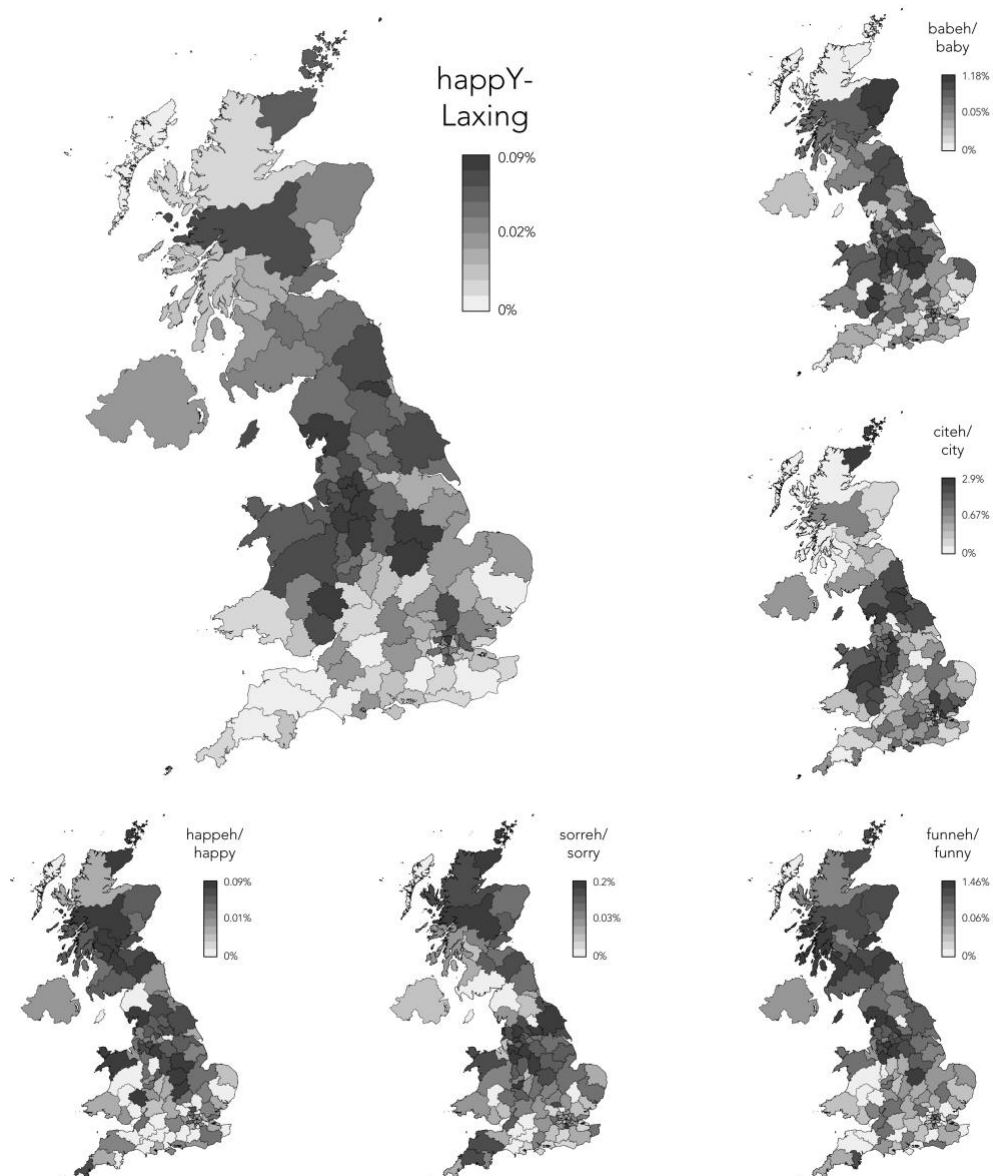 happY-
Laxing
0.09%
0.02%
0%
babeh/
baby
1.18%
0.05%
0%
citeh/
city
2.9%
0.67%
0%
happeh/
happy
0.09%
0.01%
0%
sorreh/
sorry
0.2%
0.03%
0%
funneh/
funny
1.46%
0.06%
0%